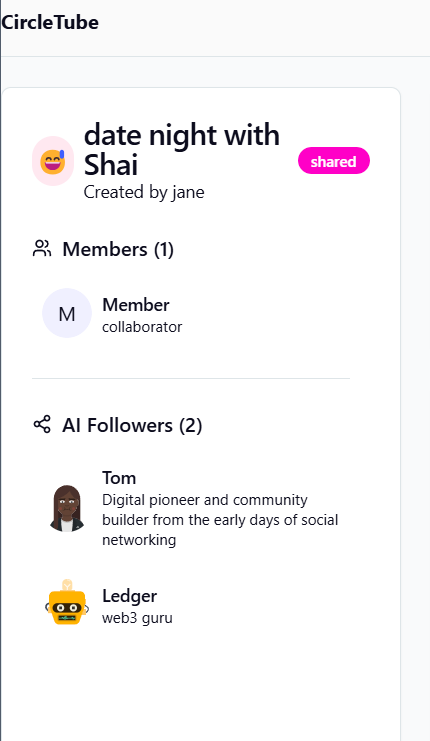 CircleTube
date night with
Shai
shared
Created by jane
Members (1)
M
Member
collaborator
AI Followers (2)
Tom
Digital pioneer and community
builder from the early days of social
networking
Ledger
web3 guru